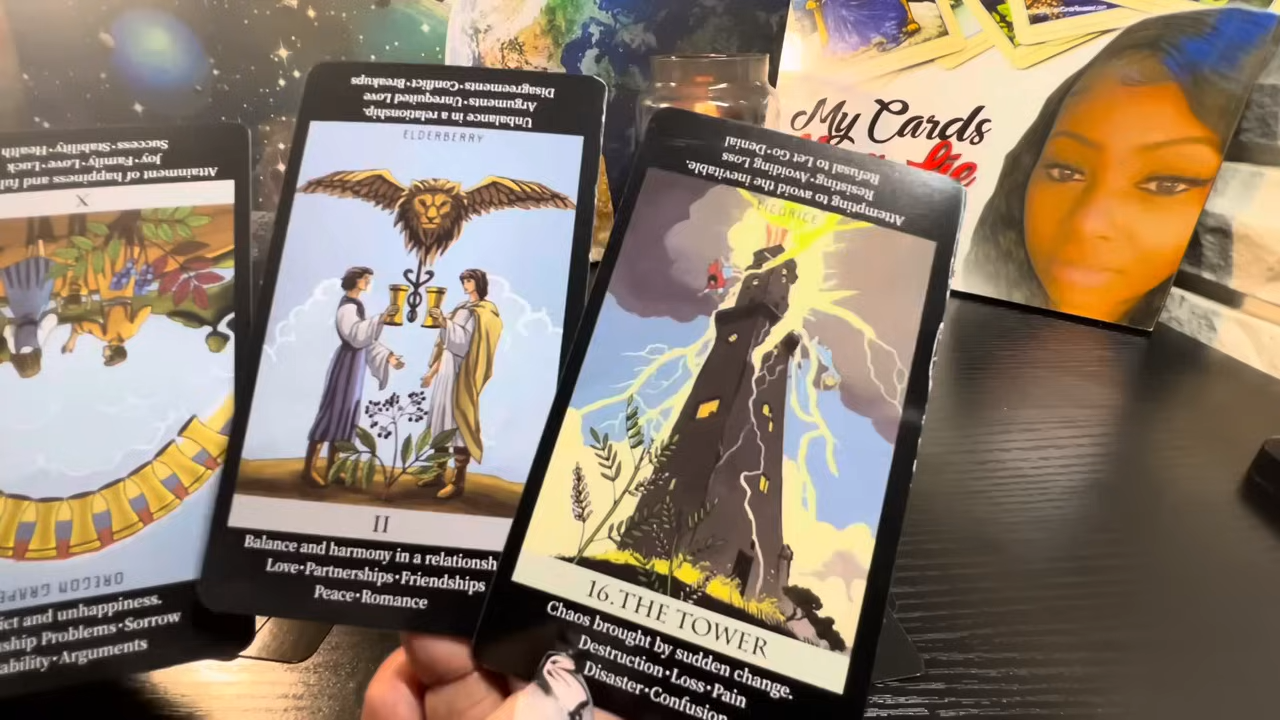 Attainment of happiness and ful
Joy•Family•Love•Luck
Success•Stability•Health
X
OREGON GRAPE
ict and unhappiness.
ship Problems•Sorrow
ability•Arguments
Unbalance in a relationship.
Arguments•Unrequited Love
Disagreements•Conflict•Breakups
ELDERBERRY
II
Balance and harmony in a relationsh
Love•Partnerships•Friendships
Peace•Romance
Attempting to avoid the inevitable.
Resisting•Avoiding Loss
Refusal to Let Go•Denial
LICORICE
16.THE TOWER
Chaos brought by sudden change.
Destruction•Loss•Pain
Disaster•Confusion
My Cards
lie